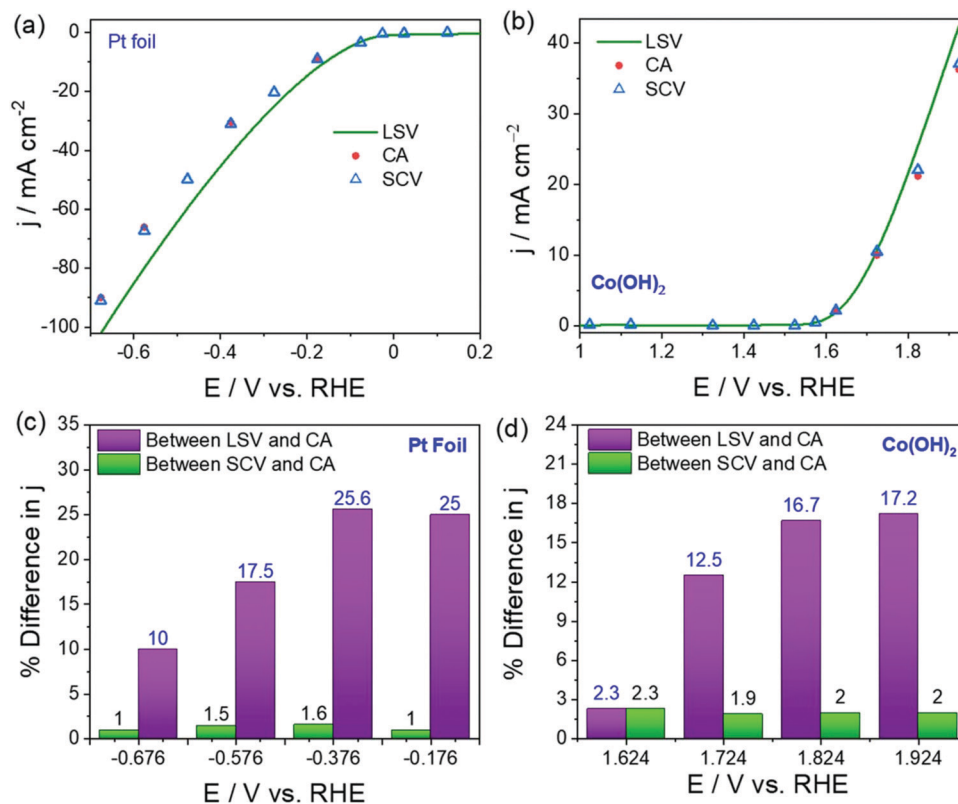 (a)
Pt foil
j / mA cm⁻²
0
-20
-40
-60
-80
-100
LSV
CA
SCV
-0.6 -0.4 -0.2 0 0.2
E / V vs. RHE
(b)
j / mA cm⁻²
40
30
20
10
0
LSV
CA
SCV
Co(OH)₂
1 1.2 1.4 1.6 1.8
E / V vs. RHE
(c)
% Difference in j
35
30
25
20
15
10
5
0
Between LSV and CA
Between SCV and CA
Pt Foil
1 10 1.5 17.5 1.6 25.6 1 25
-0.676 -0.576 -0.376 -0.176
E / V vs. RHE
(d)
% Difference in j
24
21
18
15
12
9
6
3
0
Between LSV and CA
Between SCV and CA
Co(OH)₂
2.3 2.3 12.5 1.9 16.7 2 17.2 2
1.624 1.724 1.824 1.924
E / V vs. RHE